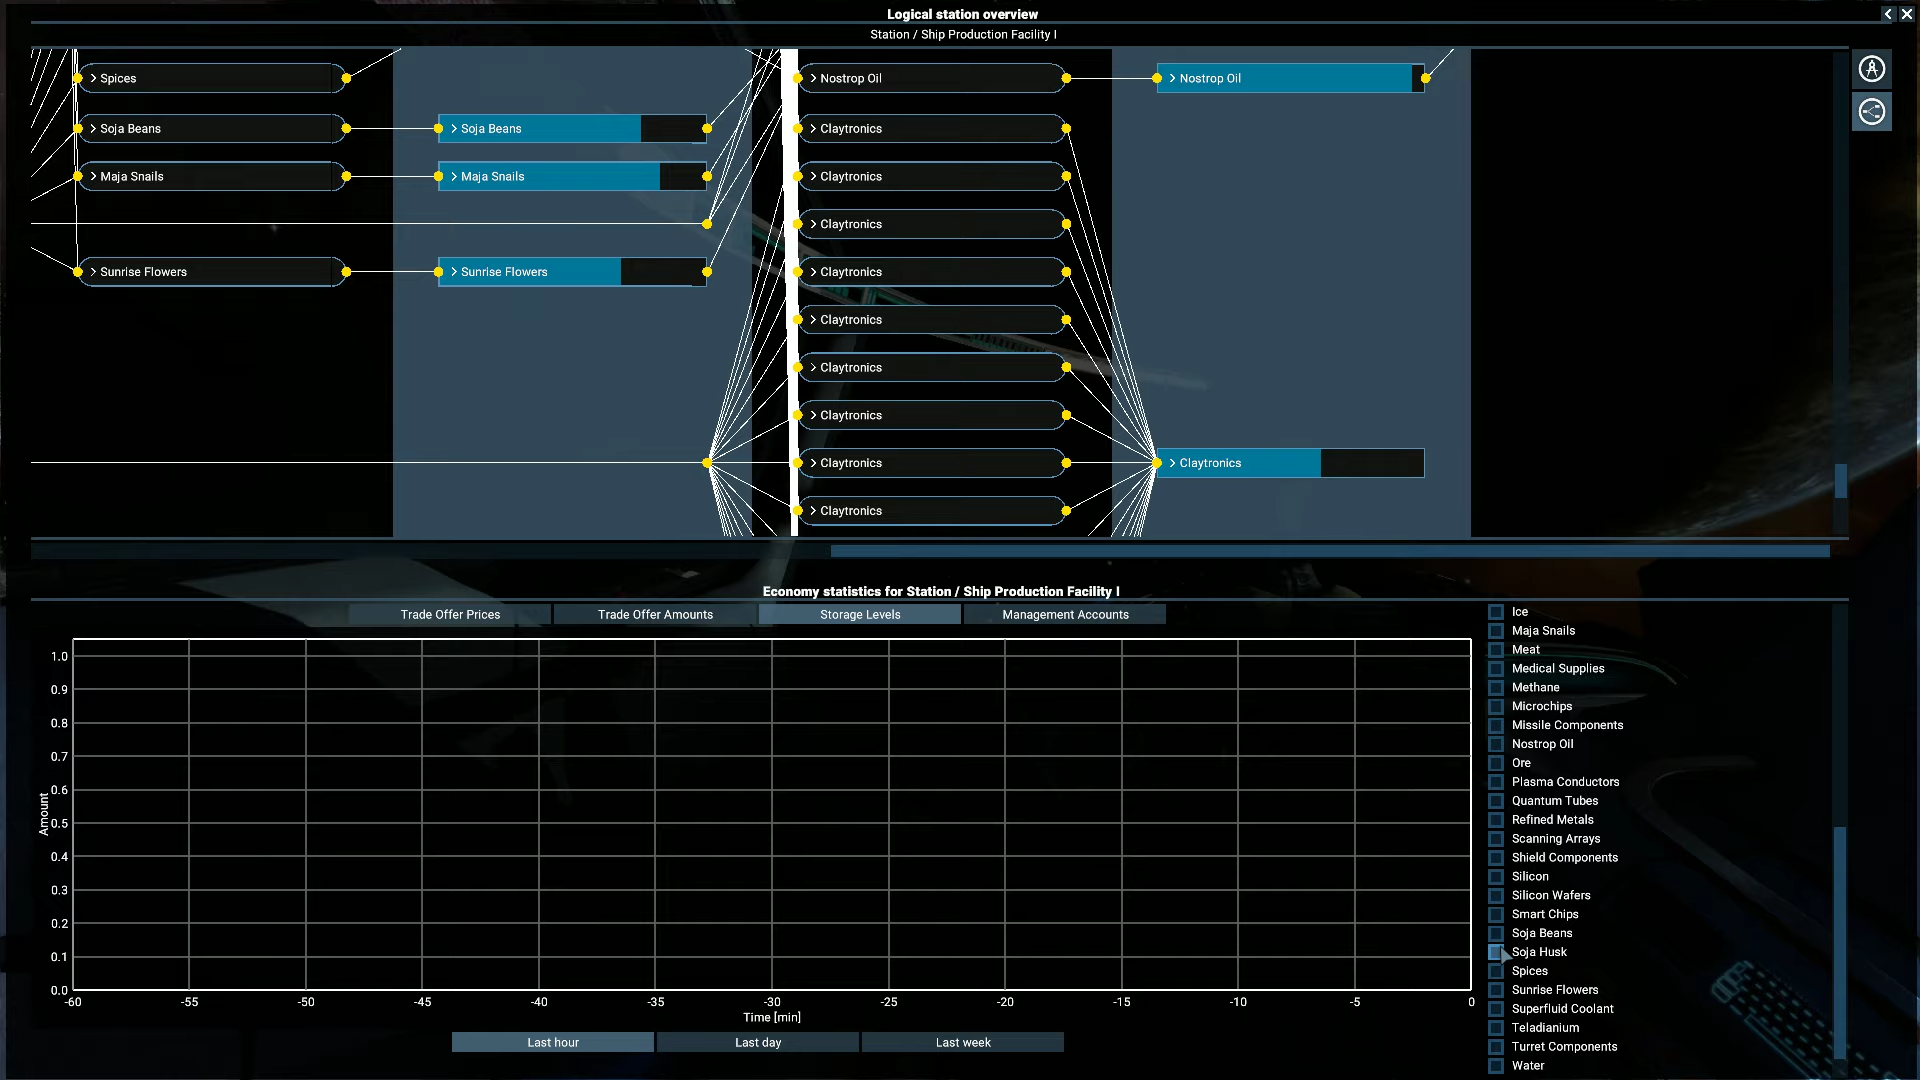 Logical station overview
Station / Ship Production Facility I
Spices
Nostrop Oil
Nostrop Oil
Soja Beans
Soja Beans
Claytronics
Maja Snails
Maja Snails
Claytronics
Claytronics
Sunrise Flowers
Sunrise Flowers
Claytronics
Claytronics
Claytronics
Claytronics
Claytronics
Claytronics
Claytronics
Economy statistics for Station / Ship Production Facility I
Trade Offer Prices
Trade Offer Amounts
Storage Levels
Management Accounts
1.0
0.9
0.8
0.7
0.6
0.5
0.4
0.3
0.2
0.1
0.0
Amount
-60
-55
-50
-45
-40
-35
-30
-25
-20
-15
-10
-5
0
Time [min]
Last hour
Last day
Last week
Ice
Maja Snails
Meat
Medical Supplies
Methane
Microchips
Missile Components
Nostrop Oil
Ore
Plasma Conductors
Quantum Tubes
Refined Metals
Scanning Arrays
Shield Components
Silicon
Silicon Wafers
Smart Chips
Soja Beans
Soja Husk
Spices
Sunrise Flowers
Superfluid Coolant
Teladianium
Turret Components
Water